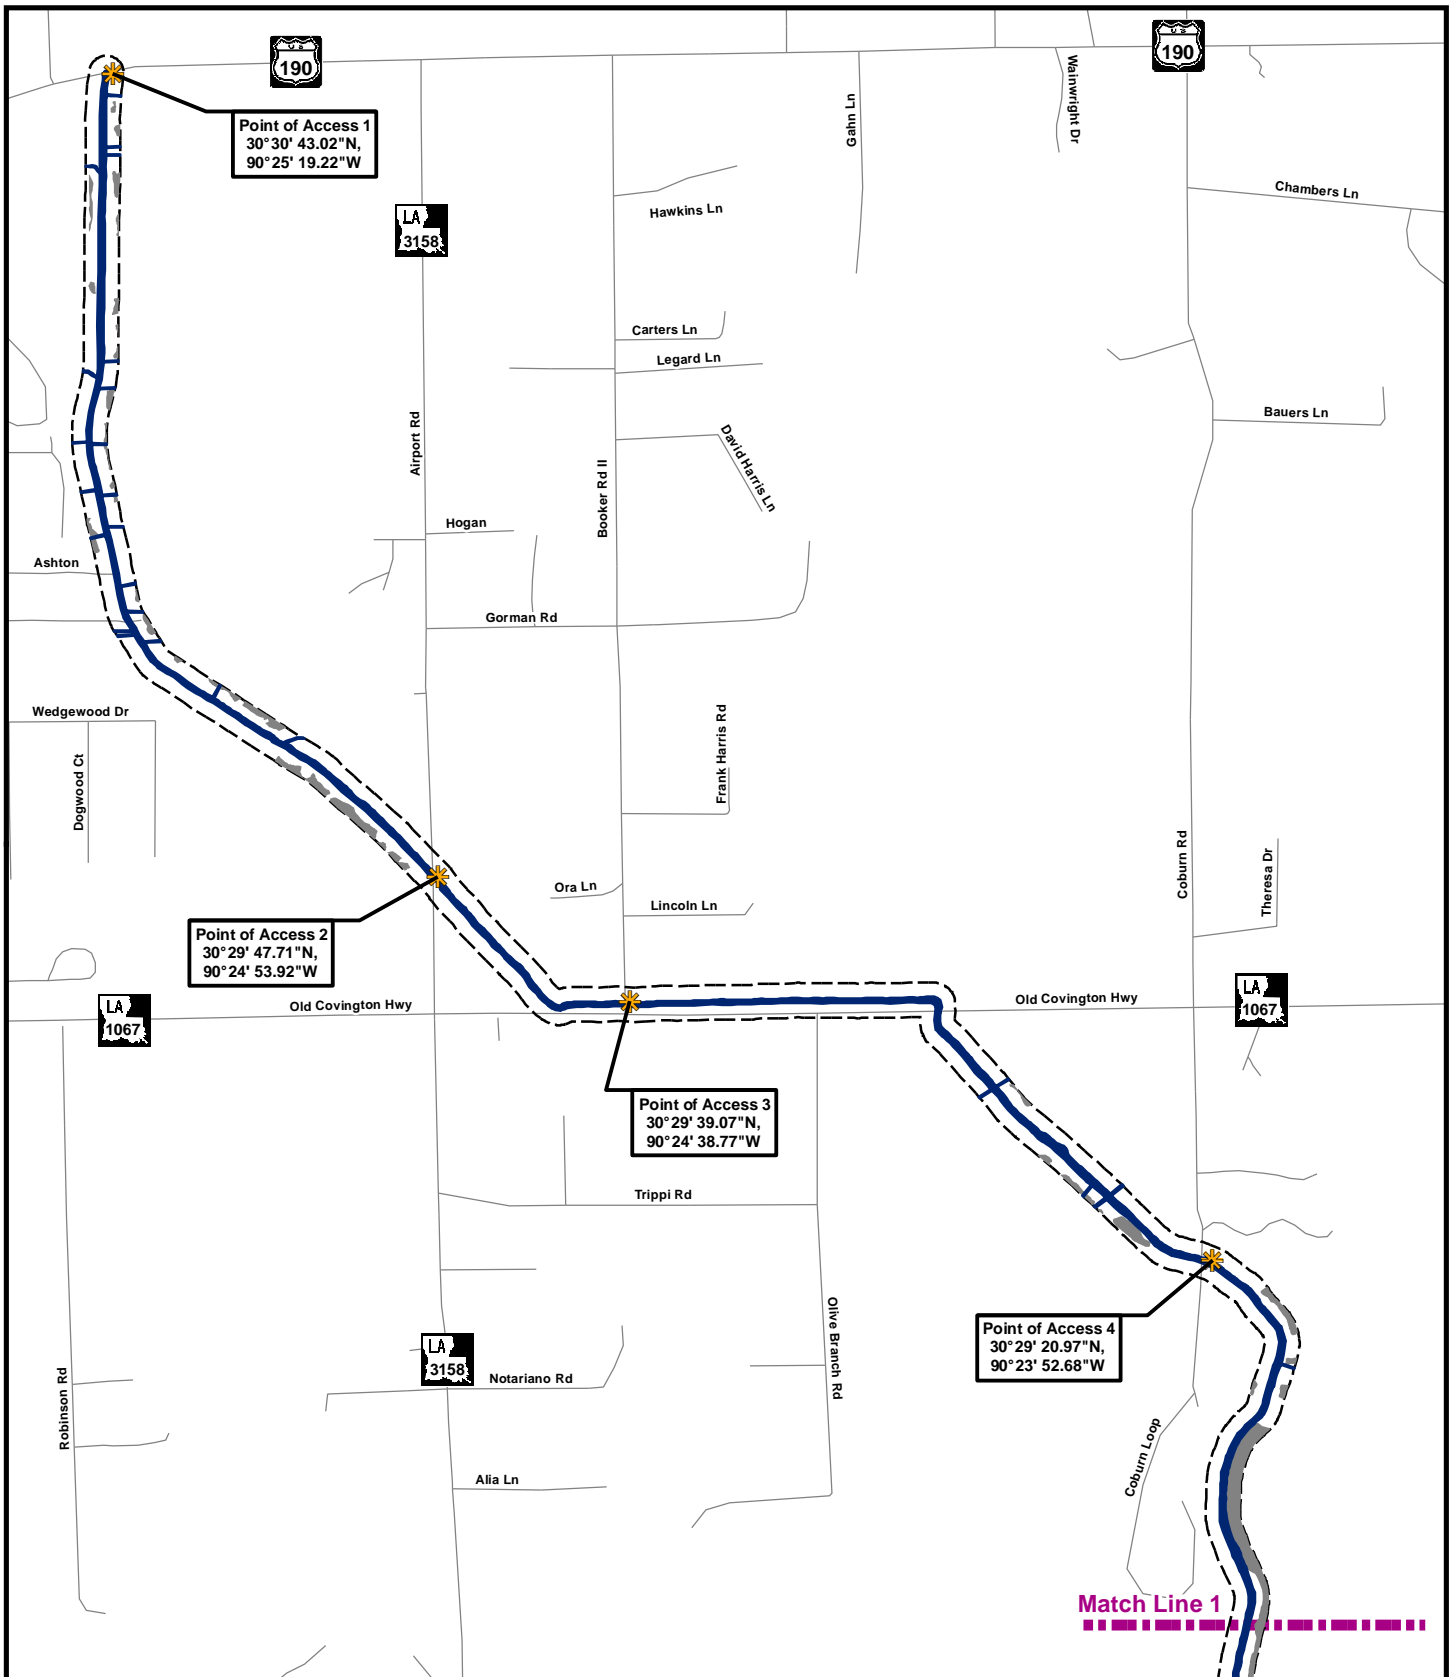 U S
190
U S
190
Point of Access 1
30°30' 43.02"N,
90°25' 19.22"W
Gahn Ln
Wainwright Dr
Chambers Ln
Hawkins Ln
LA
3158
Carters Ln
Legard Ln
Airport Rd
Booker Rd II
David Harris Ln
Bauers Ln
Hogan
Ashton
Gorman Rd
Wedgewood Dr
Dogwood Ct
Frank Harris Rd
Coburn Rd
Theresa Dr
Ora Ln
Lincoln Ln
Point of Access 2
30°29' 47.71"N,
90°24' 53.92"W
LA
1067
Old Covington Hwy
Old Covington Hwy
LA
1067
Point of Access 3
30°29' 39.07"N,
90°24' 38.77"W
Trippi Rd
Olive Branch Rd
Point of Access 4
30°29' 20.97"N,
90°23' 52.68"W
LA
3158
Notariano Rd
Robinson Rd
Coburn Loop
Alia Ln
Match Line 1